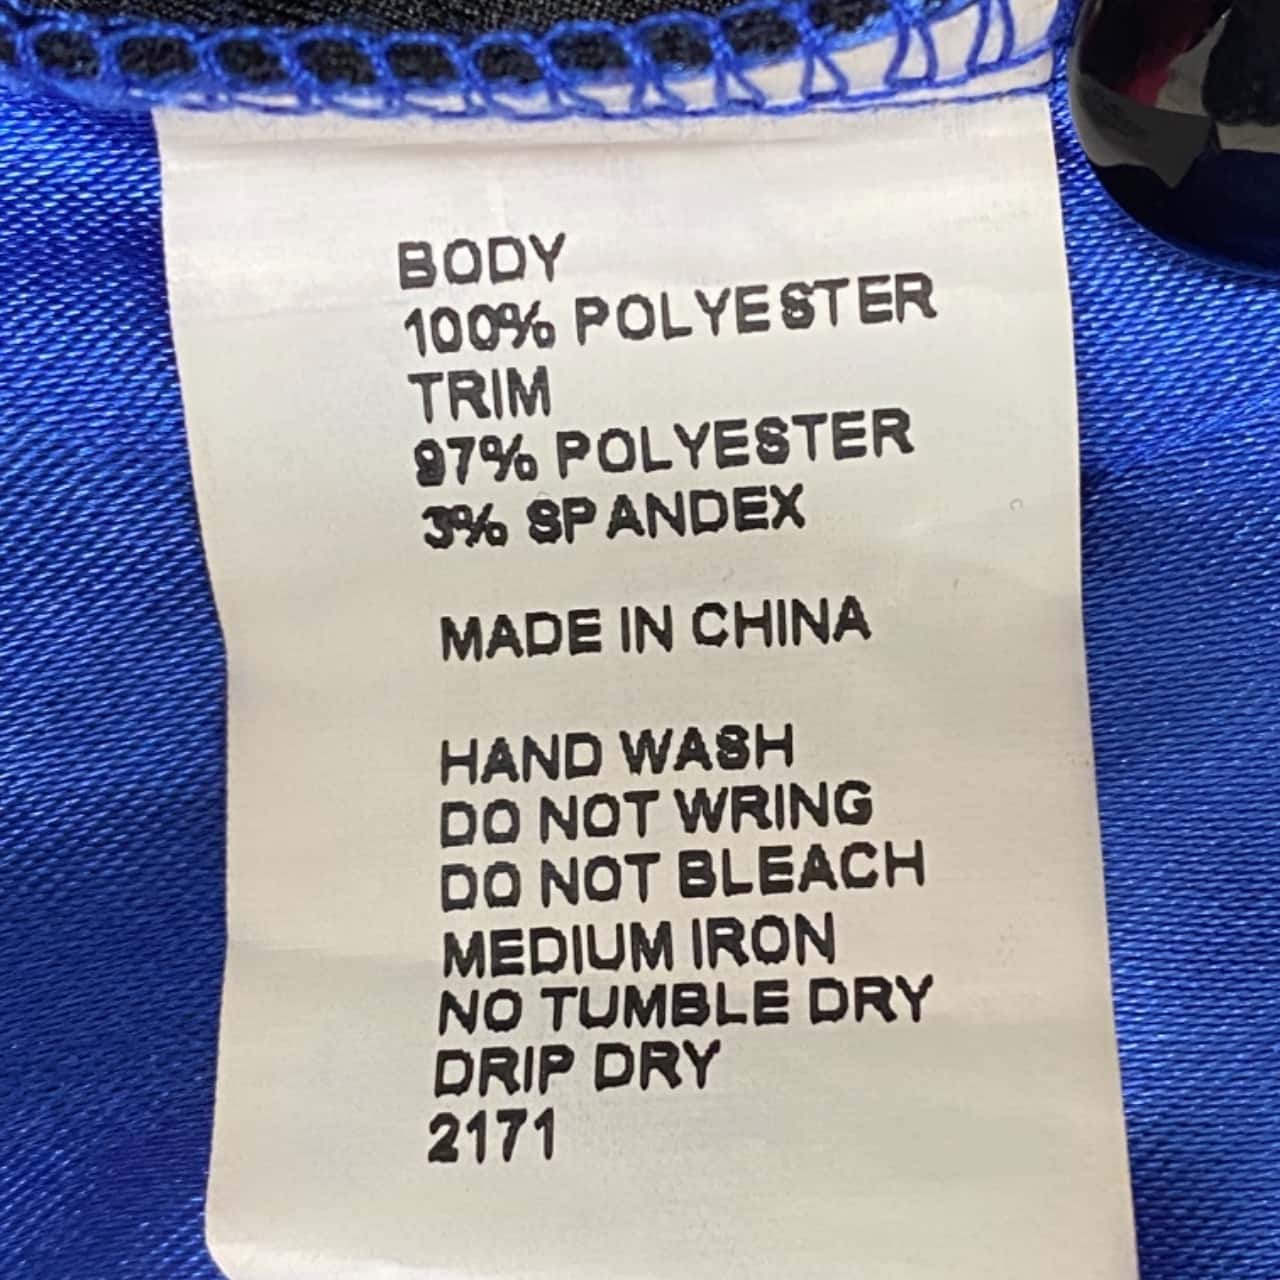 BODY
100% POLYESTER
TRIM
97% POLYESTER
3% SPANDEX
MADE IN CHINA
HAND WASH
DO NOT WRING
DO NOT BLEACH
MEDIUM IRON
NO TUMBLE DRY
DRIP DRY
2171